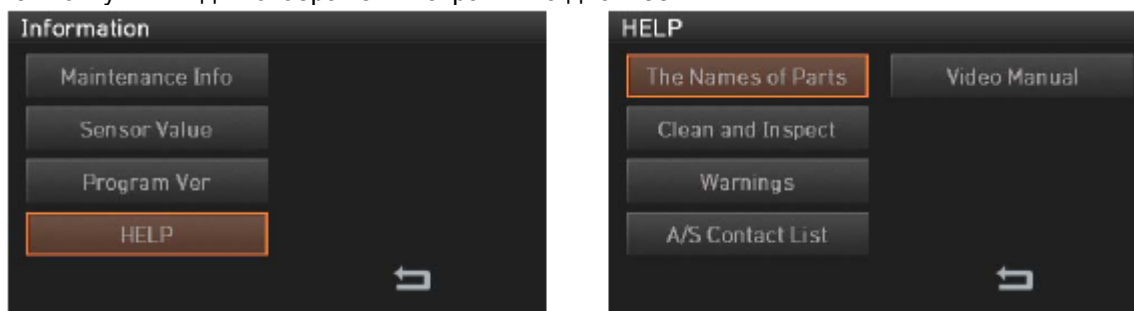 Information
Maintenance Info
Sensor Value
Program Ver
HELP
HELP
The Names of Parts
Video Manual
Clean and Inspect
Warnings
A/S Contact List